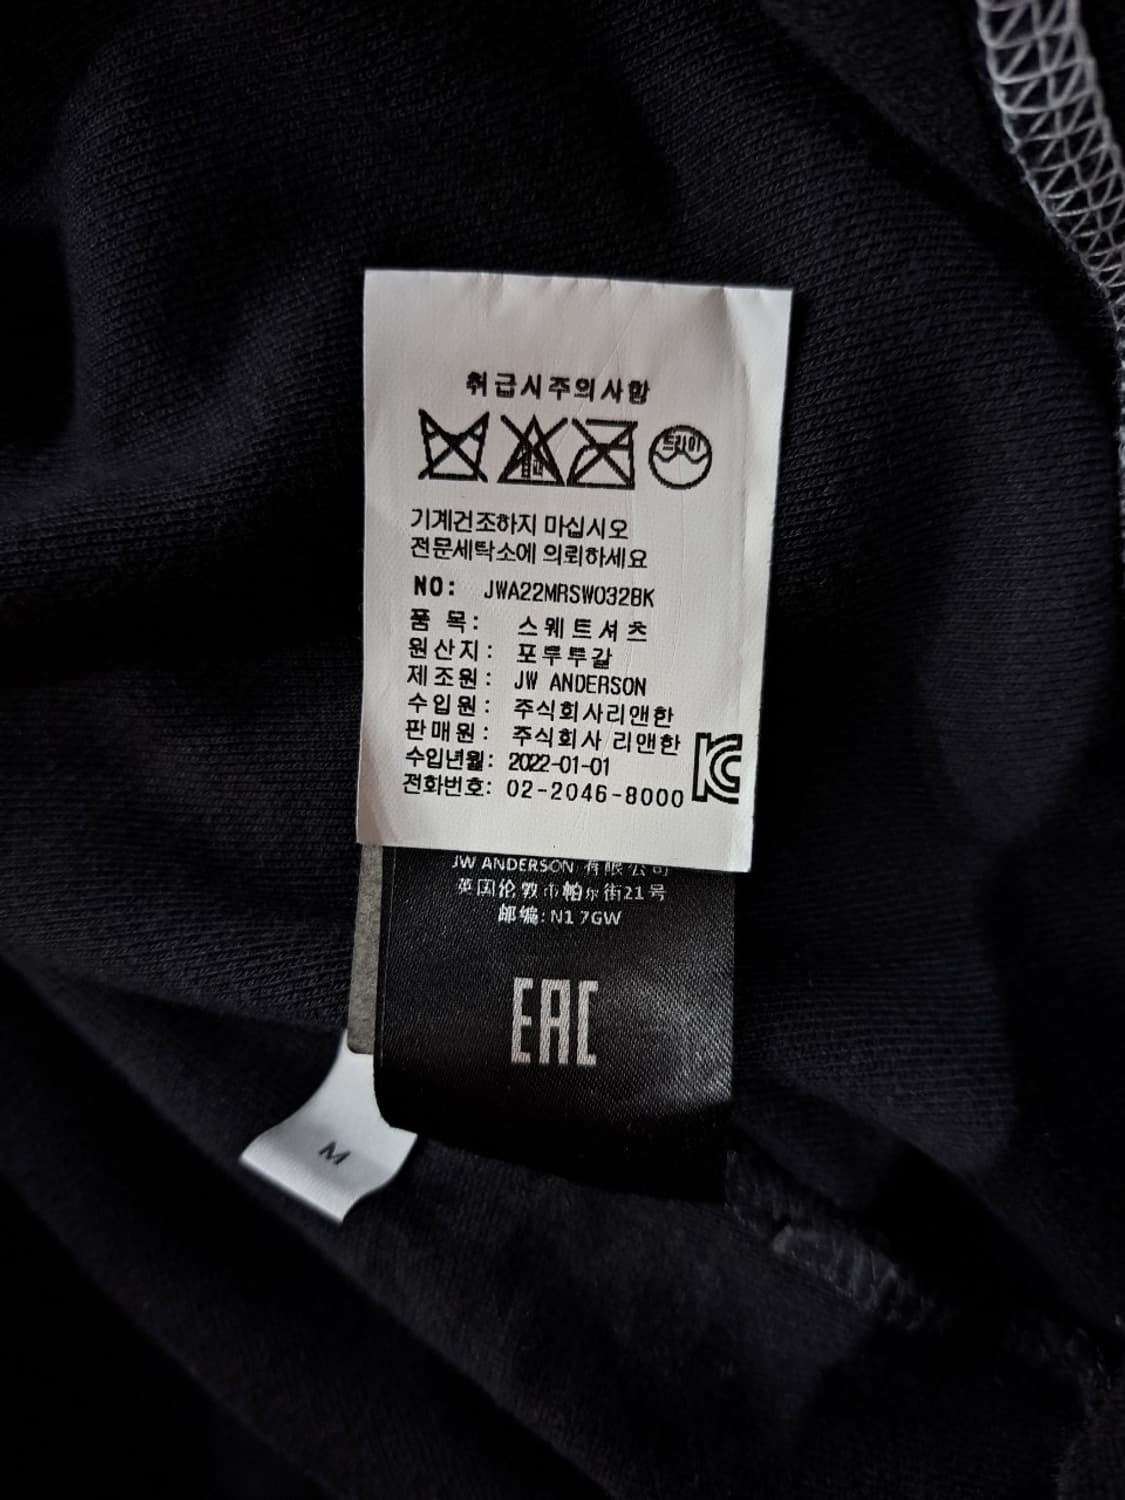 취급시주의사항
드라이
기계건조하지 마십시오
전문세탁소에 의뢰하세요
NO: JWA22MRSW032BK
품 목: 스웨트셔츠
원산지: 포루투갈
제조원: JW ANDERSON
수입원: 주식회사리앤한
판매원: 주식회사 리앤한
수입년월: 2022-01-01
전화번호: 02-2046-8000
JW ANDERSON 有限公司
英国伦敦市帕尔街21号
邮编: N1 7GW
EAC
M